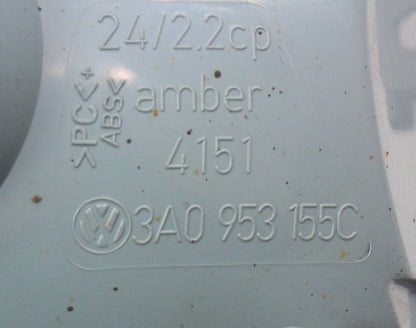 24/2.2cp
>PC<+
ABS<
amber
4151
VW 3A0 953 155C